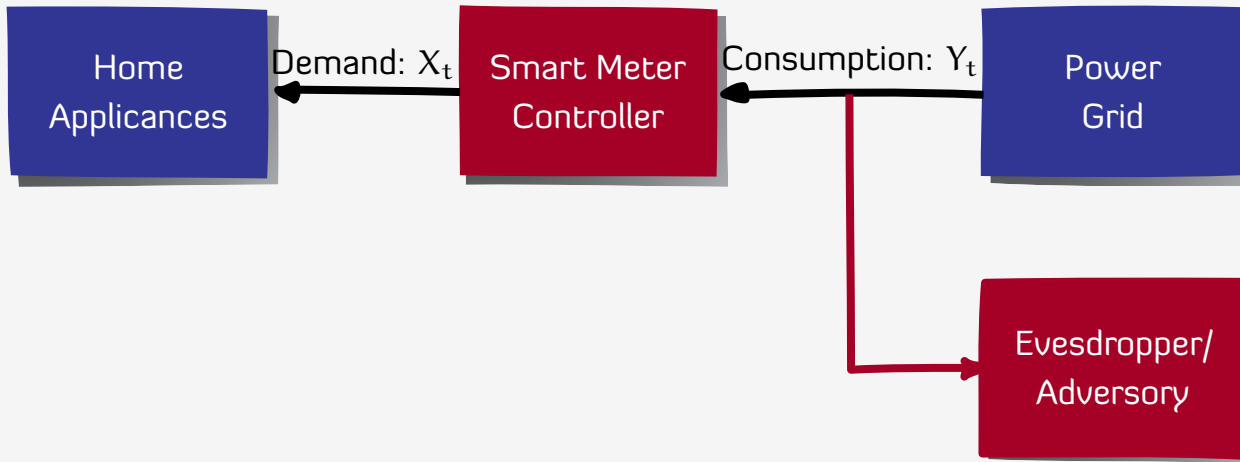 Home
Applicances
Demand: Xt
Smart Meter
Controller
Consumption: Yt
Power
Grid
Evesdropper/
Adversory